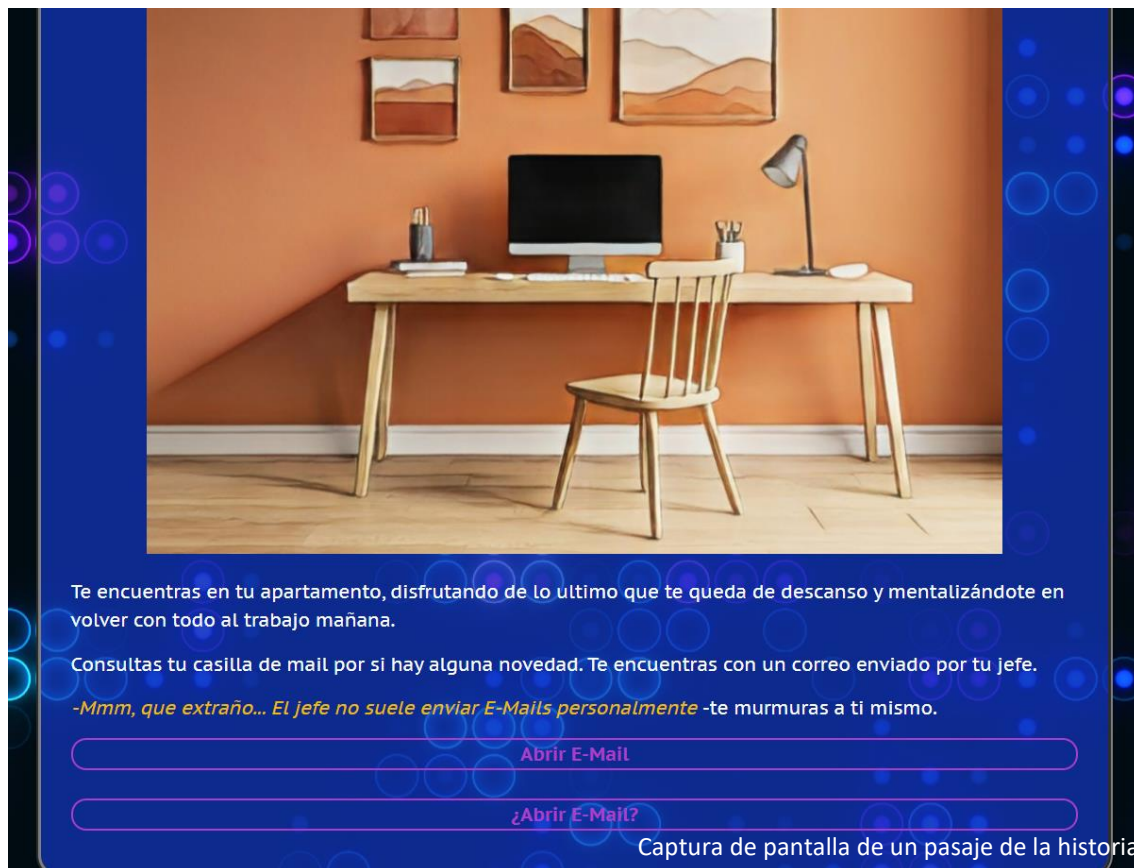 Te encuentras en tu apartamento, disfrutando de lo ultimo que te queda de descanso y mentalizándote en
volver con todo al trabajo mañana.
Consultas tu casilla de mail por si hay alguna novedad. Te encuentras con un correo enviado por tu jefe.
-Mmm, que extraño... El jefe no suele enviar E-Mails personalmente -te murmuras a ti mismo.
Abrir E-Mail
¿Abrir E-Mail?
Captura de pantalla de un pasaje de la historia